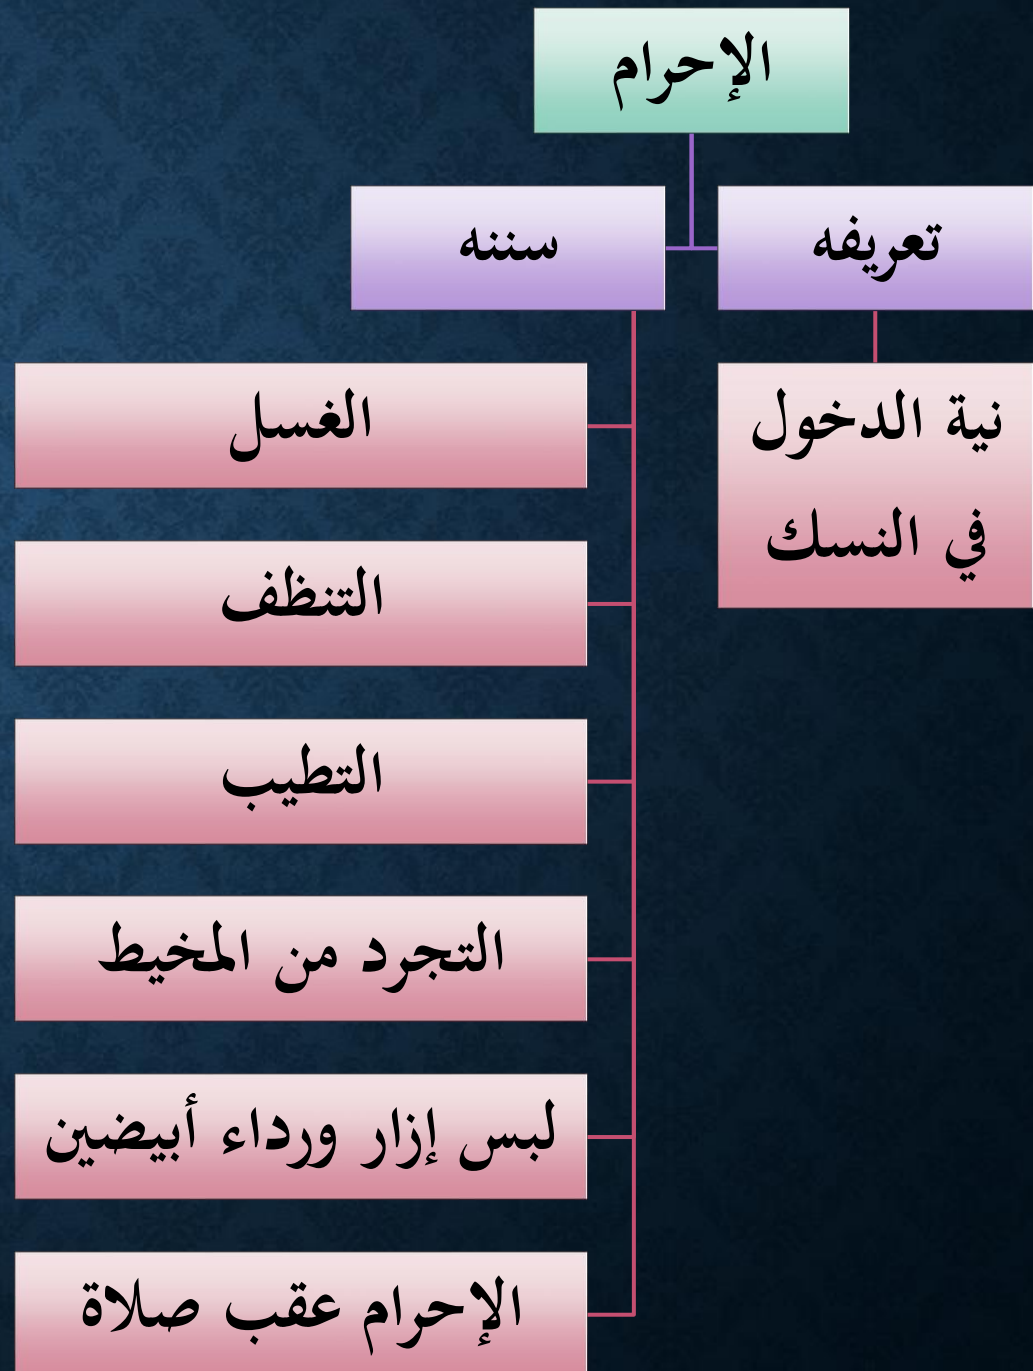 الإحرام
تعريفه
نية الدخول
في النسك
سننه
الغسل
التنظف
التطيب
التجرد من المخيط
لبس إزار ورداء أبيضين
الإحرام عقب صلاة